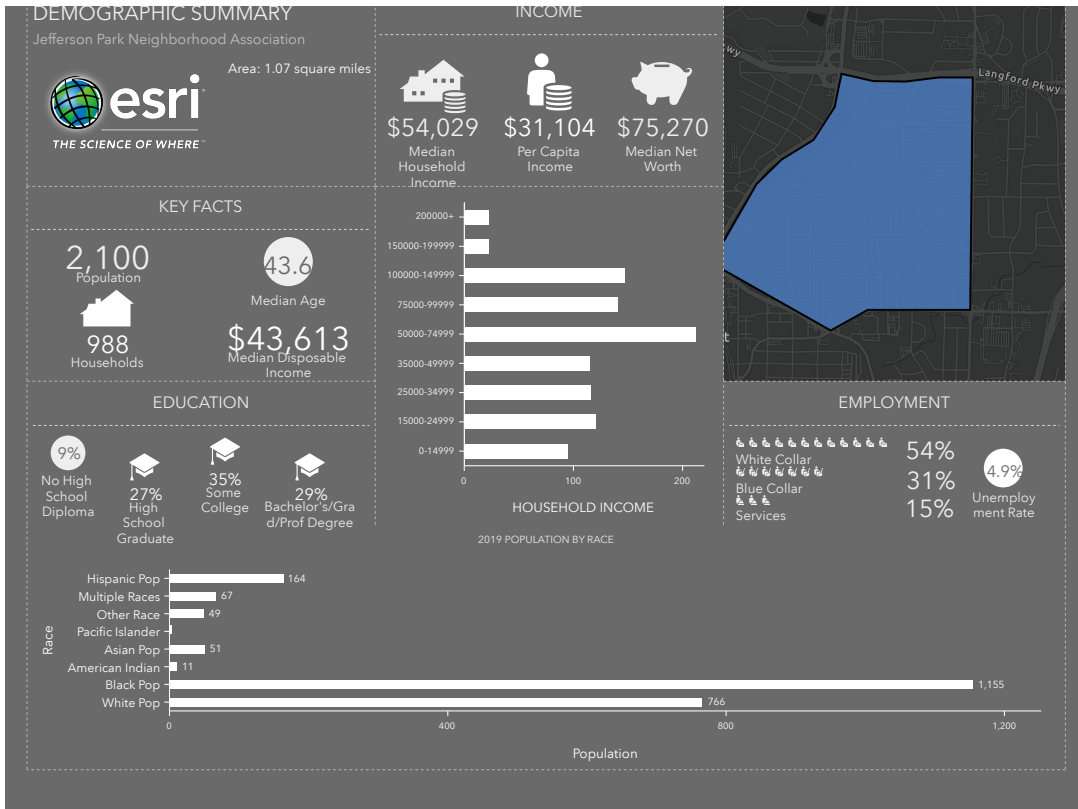 DEMOGRAPHIC SUMMARY
Jefferson Park Neighborhood Association
Area: 1.07 square miles
esri
THE SCIENCE OF WHERE™
INCOME
$54,029
Median
Household
Income
$31,104
Per Capita
Income
$75,270
Median Net
Worth
wy
Langford Pkwy
t
KEY FACTS
2,100
Population
43.6
Median Age
988
Households
$43,613
Median Disposable
Income
200000+
150000-199999
100000-149999
75000-99999
50000-74999
35000-49999
25000-34999
15000-24999
0-14999
0
100
200
HOUSEHOLD INCOME
EDUCATION
9%
No High
School
Diploma
27%
High
School
Graduate
35%
Some
College
29%
Bachelor's/Gra
d/Prof Degree
EMPLOYMENT
White Collar
54%
Blue Collar
31%
Services
15%
4.9%
Unemploy
ment Rate
2019 POPULATION BY RACE
Race
Hispanic Pop
164
Multiple Races
67
Other Race
49
Pacific Islander
Asian Pop
51
American Indian
11
Black Pop
1,155
White Pop
766
0
400
800
1,200
Population